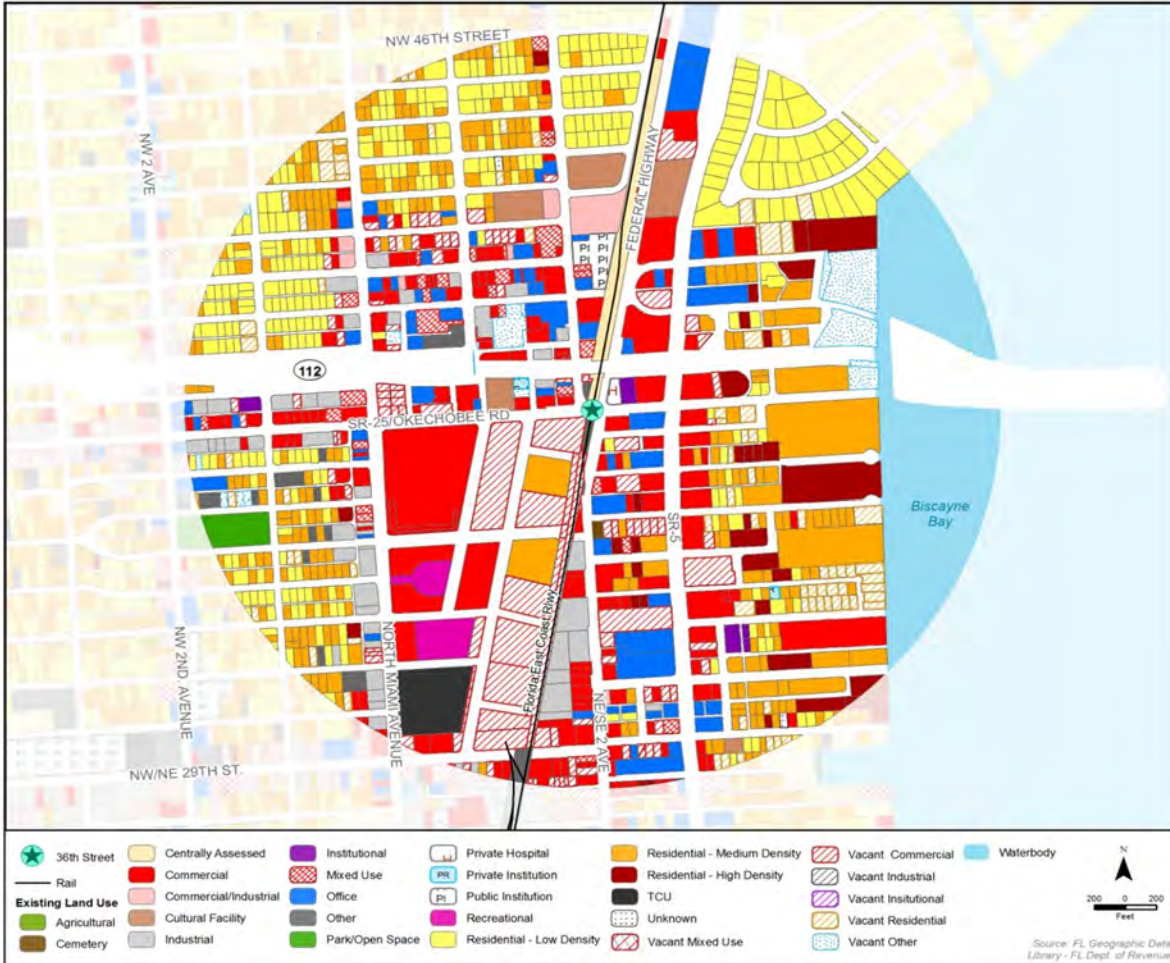 NW 46TH STREET
NW 2 AVE
FEDERAL HIGHWAY
PI PI
PI PI
PI PI
PI
112
SR-25/OKECHOBEE RD
SR-5
Biscayne
Bay
Florida East Coast Rlwy
NW 2ND. AVENUE
NORTH MIAMI AVENUE
NE/SE 2 AVE
NW/NE 29TH ST.
36th Street
Rail
Existing Land Use
Agricultural
Cemetery
Centrally Assessed
Commercial
Commercial/Industrial
Cultural Facility
Industrial
Institutional
Mixed Use
Office
Other
Park/Open Space
Private Hospital
PR Private Institution
PI Public Institution
Recreational
Residential - Low Density
Residential - Medium Density
Residential - High Density
TCU
Unknown
Vacant Mixed Use
Vacant Commercial
Vacant Industrial
Vacant Insitutional
Vacant Residential
Vacant Other
Waterbody
N
200 0 200
Feet
Source: FL Geographic Data
Library - FL Dept. of Revenue